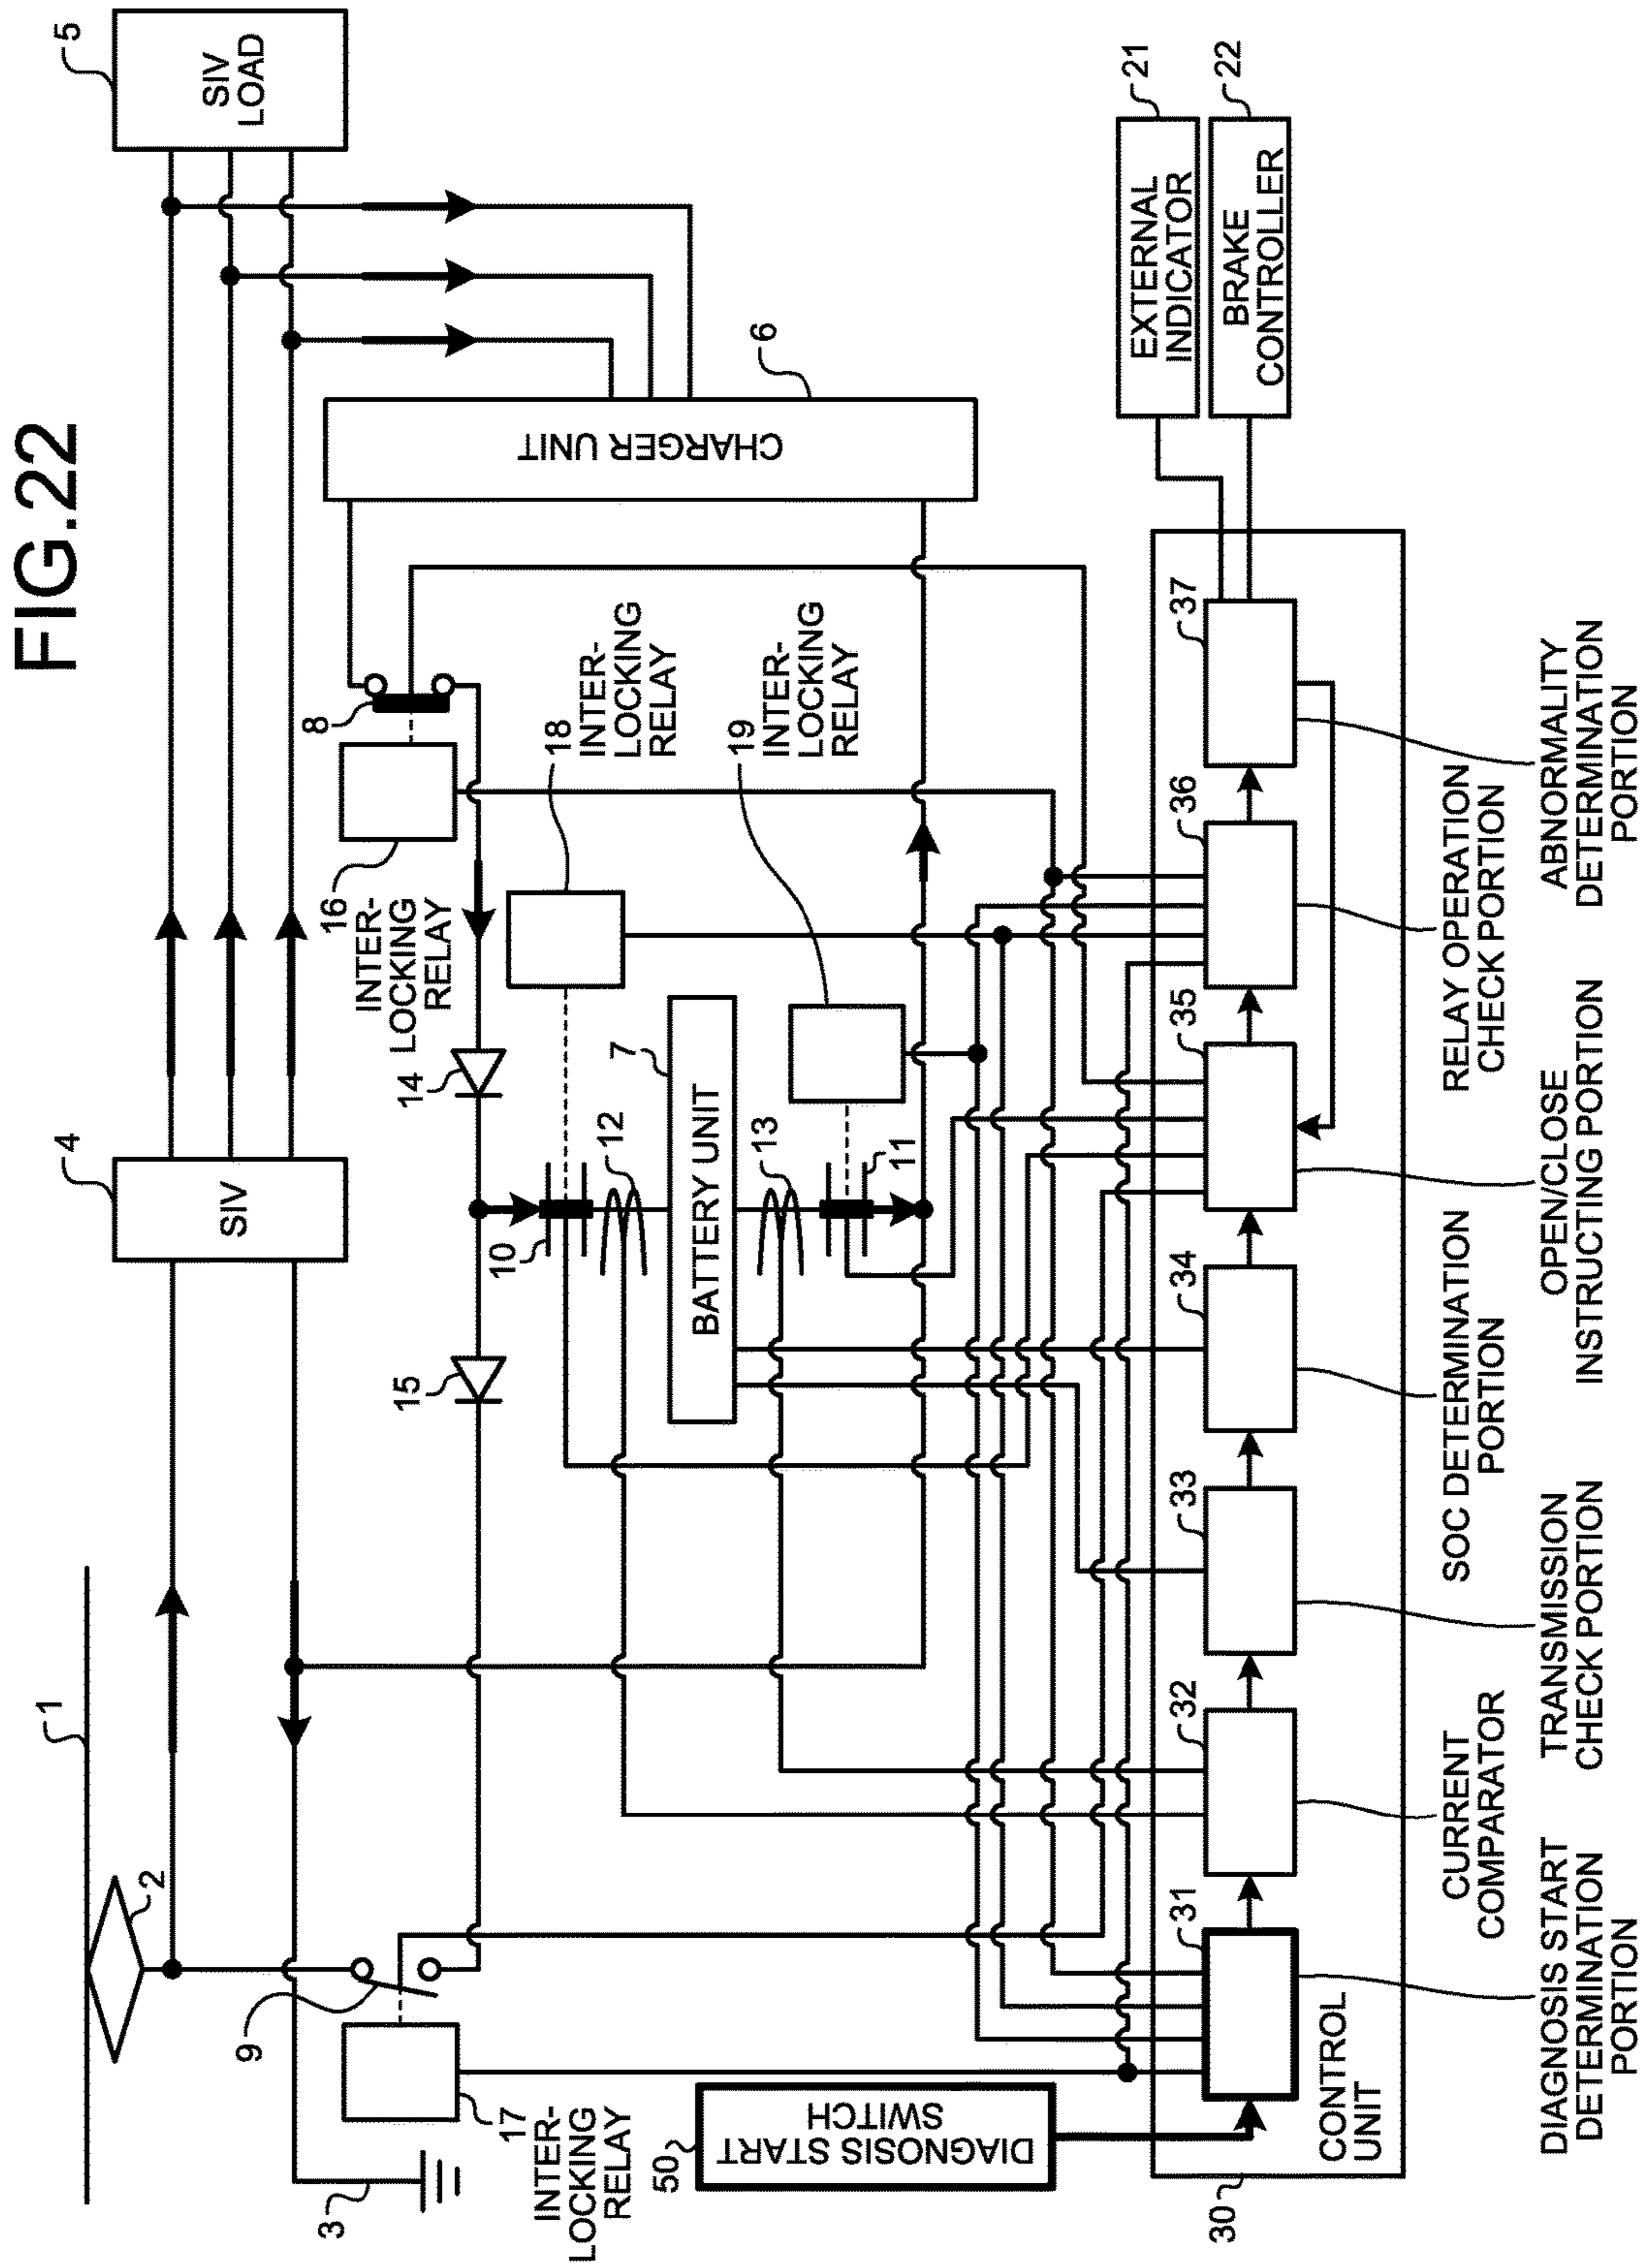 FIG.22
1
2
3
4
SIV
5
SIV
LOAD
6
CHARGER UNIT
8
16
INTER-
LOCKING
RELAY
18
INTER-
LOCKING
RELAY
19
INTER-
LOCKING
RELAY
14
15
10
12
7
BATTERY UNIT
13
11
9
17
INTER-
LOCKING
RELAY
50
DIAGNOSIS START
SWITCH
21
EXTERNAL
INDICATOR
22
BRAKE
CONTROLLER
30
CONTROL
UNIT
31
32
33
34
35
36
37
DIAGNOSIS START
DETERMINATION
PORTION
CURRENT
COMPARATOR
TRANSMISSION
CHECK PORTION
SOC DETERMINATION
PORTION
OPEN/CLOSE
INSTRUCTING PORTION
RELAY OPERATION
CHECK PORTION
ABNORMALITY
DETERMINATION
PORTION